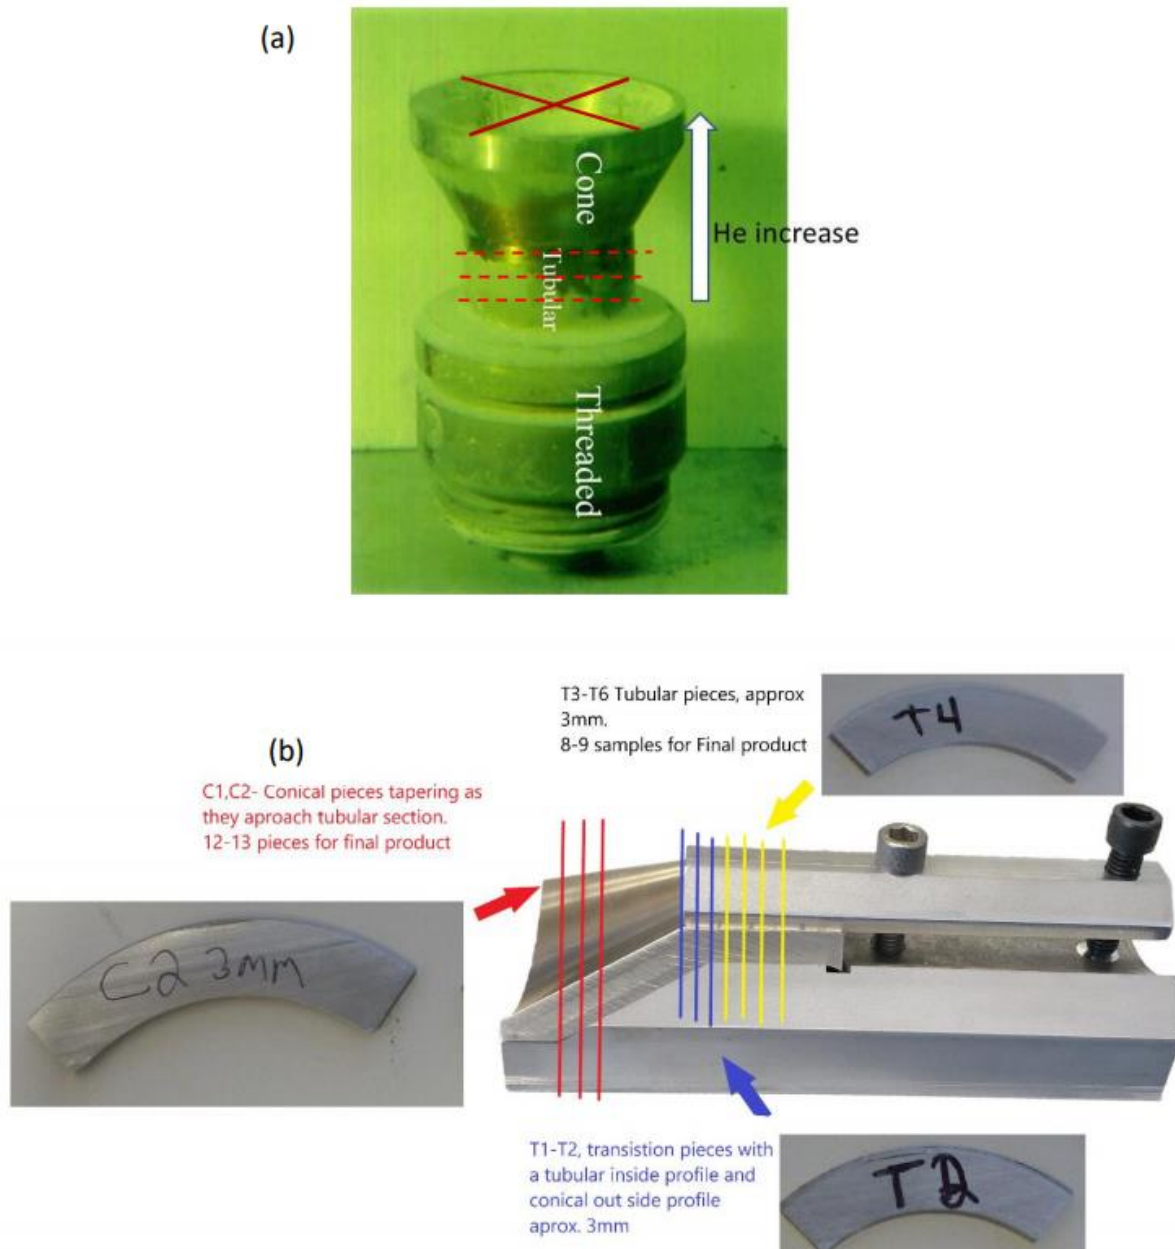 (a)
Cone
He increase
Tubular
Threaded
T3-T6 Tubular pieces, approx
3mm.
8-9 samples for Final product
T4
(b)
C1,C2- Conical pieces tapering as
they aproach tubular section.
12-13 pieces for final product
C2 3mm
T1-T2, transistion pieces with
a tubular inside profile and
conical out side profile
aprox. 3mm
T2